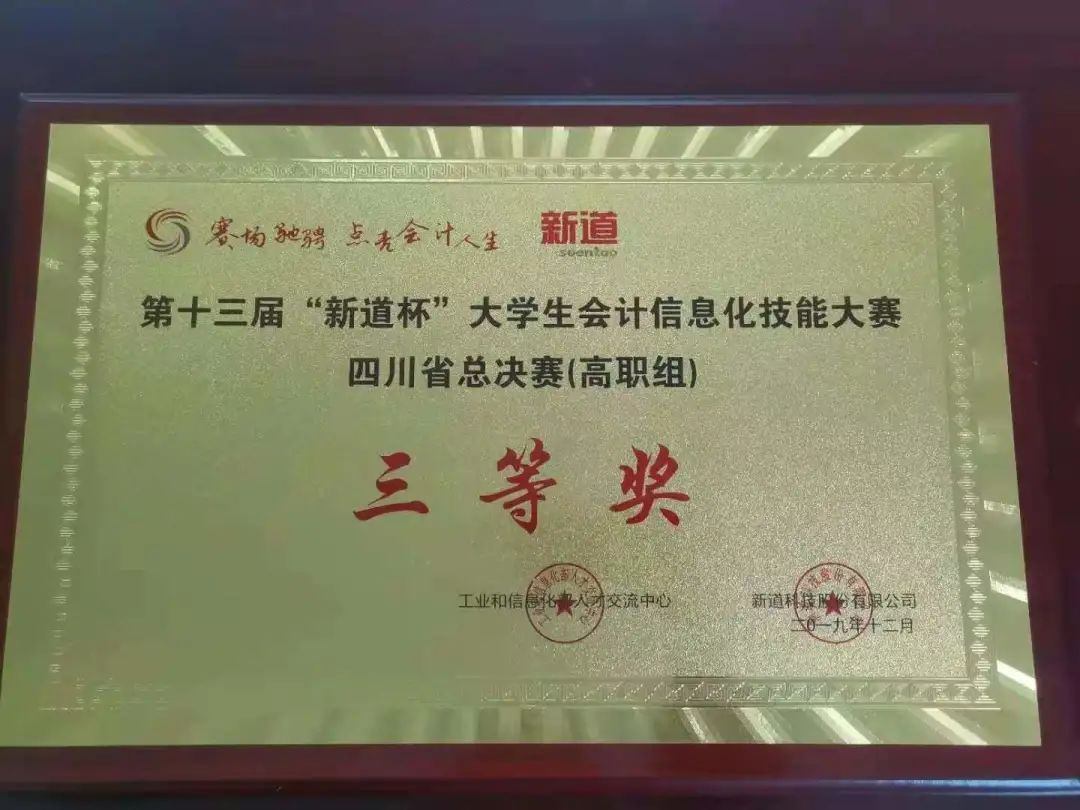 赛场驰骋 点亮会计人生 新道
seentao
第十三届“新道杯”大学生会计信息化技能大赛
四川省总决赛(高职组)
三等奖
工业和信息化部人才交流中心 新道科技股份有限公司
二0一九年十二月